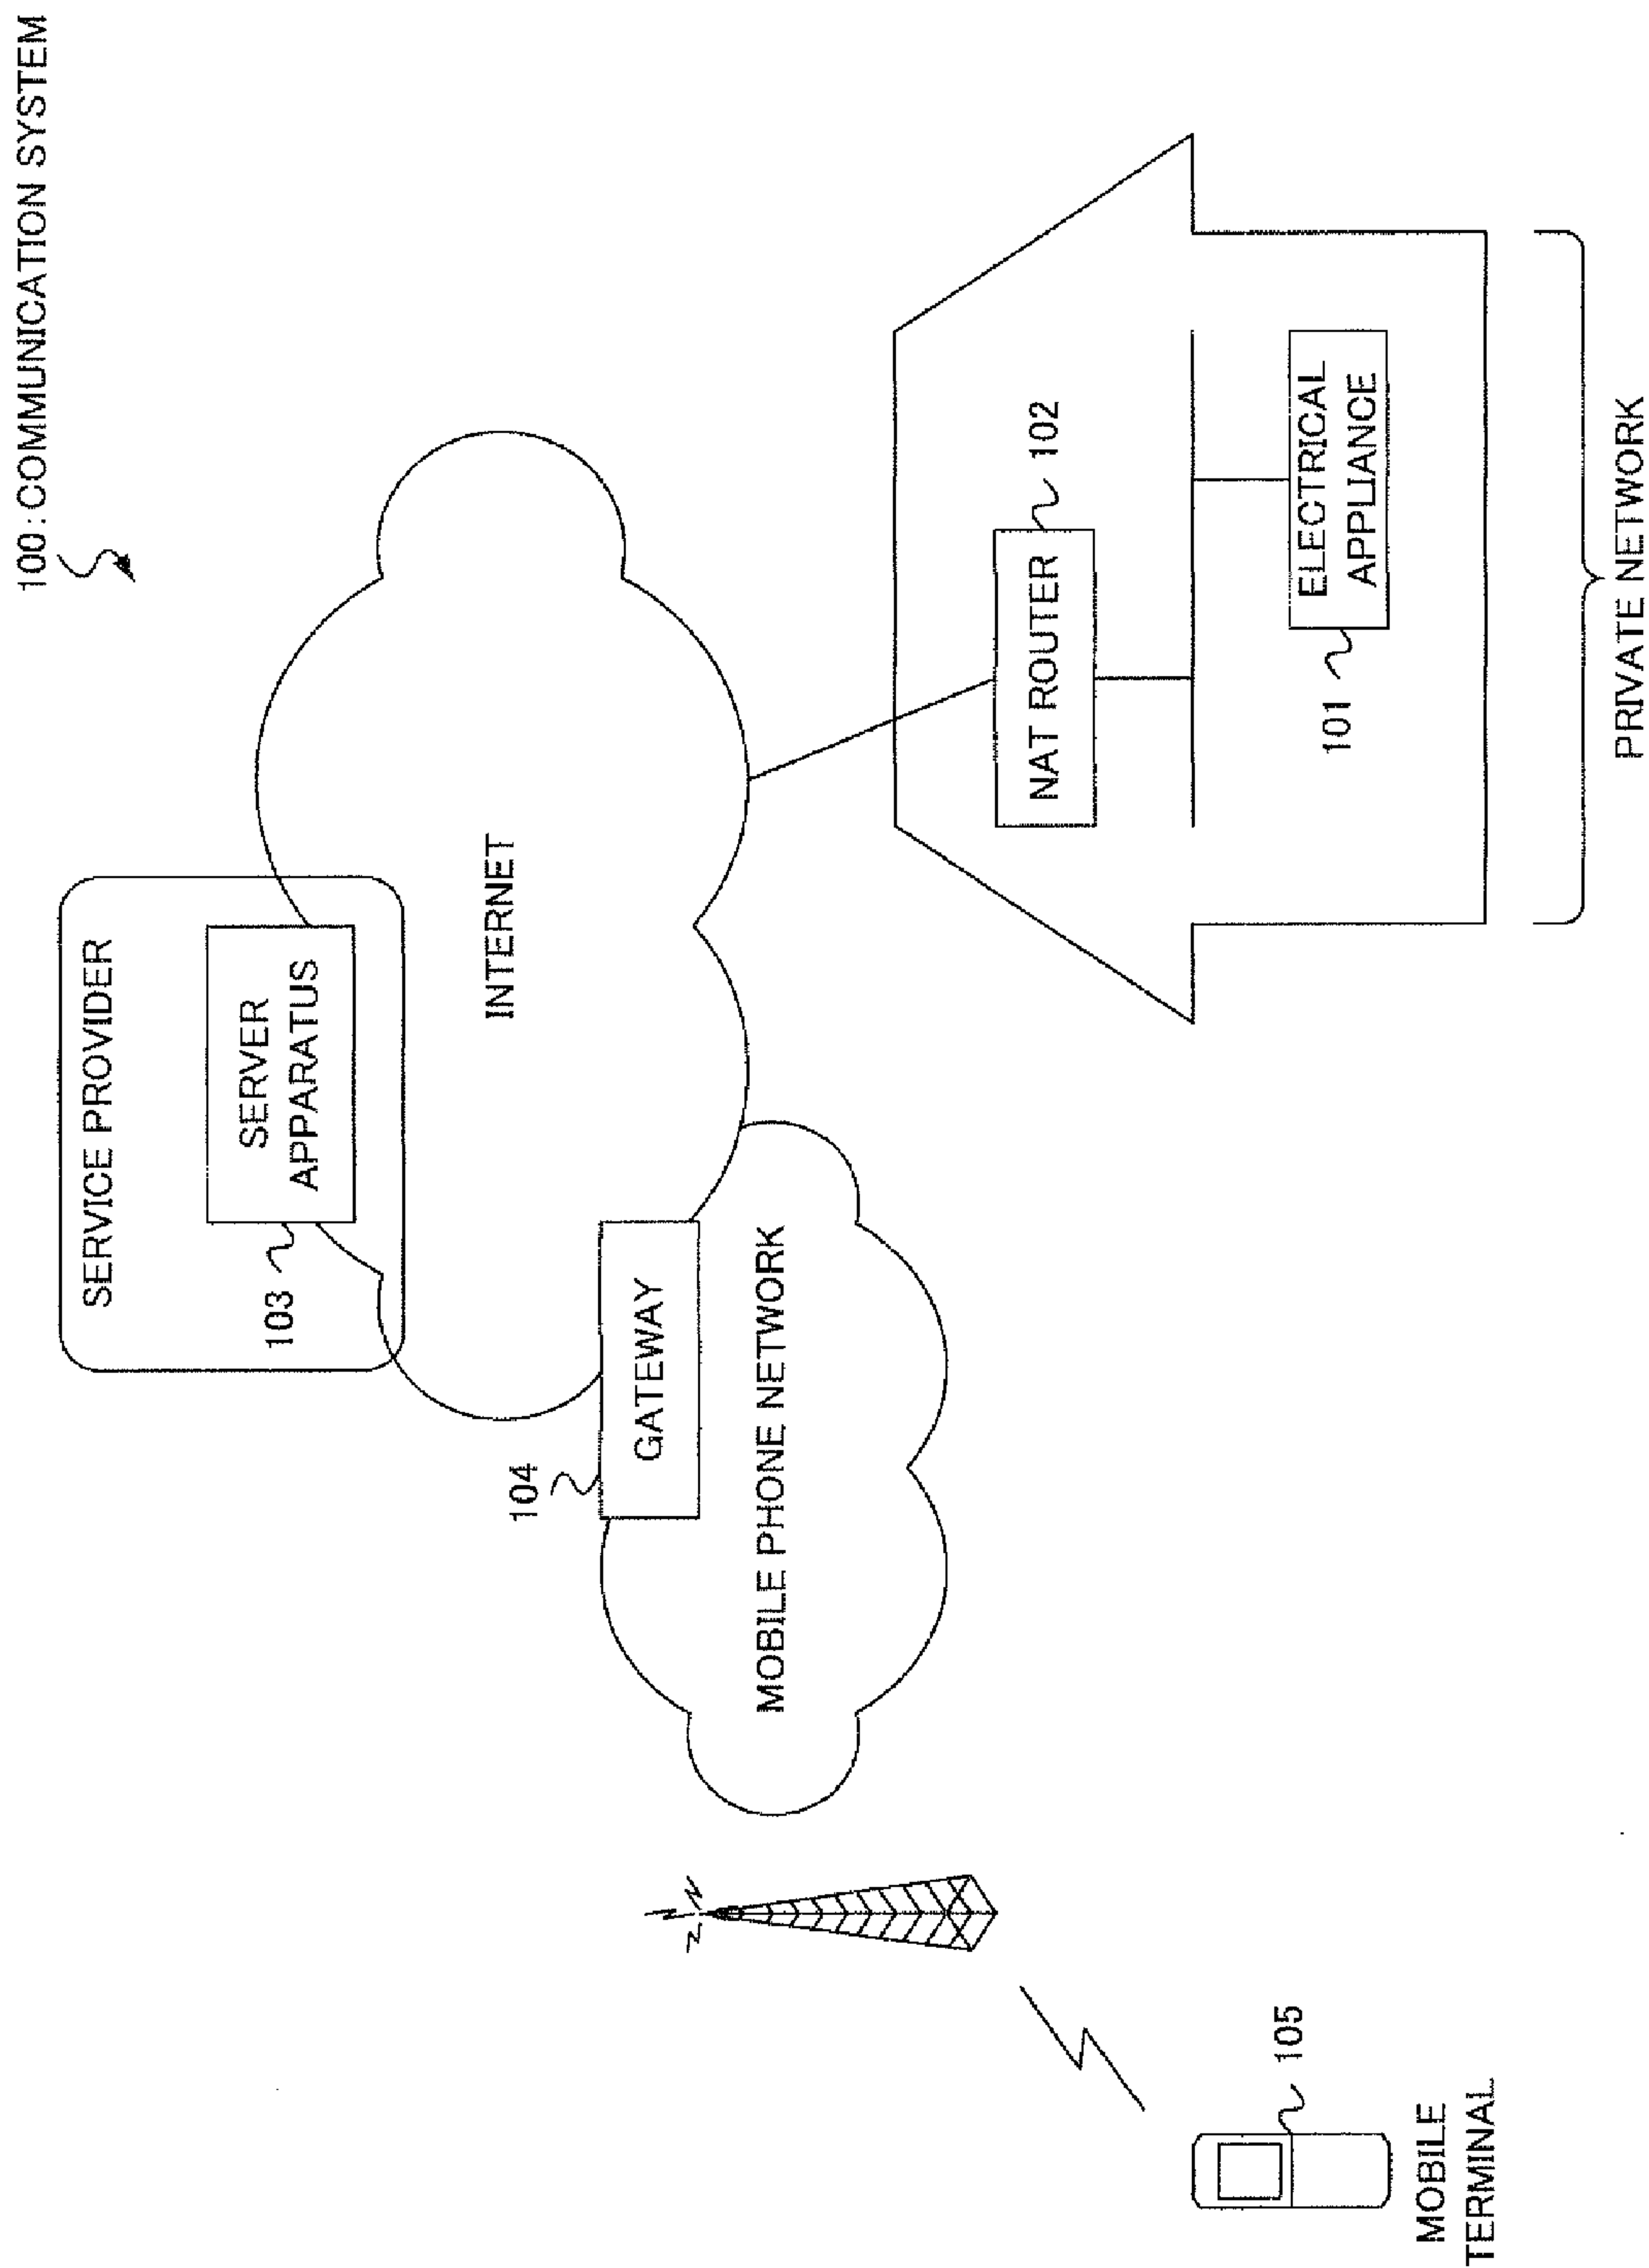 100 : COMMUNICATION SYSTEM
SERVICE PROVIDER
SERVER
APPARATUS
103
INTERNET
104
GATEWAY
MOBILE PHONE NETWORK
NAT ROUTER
102
ELECTRICAL
APPLIANCE
101
PRIVATE NETWORK
105
MOBILE
TERMINAL